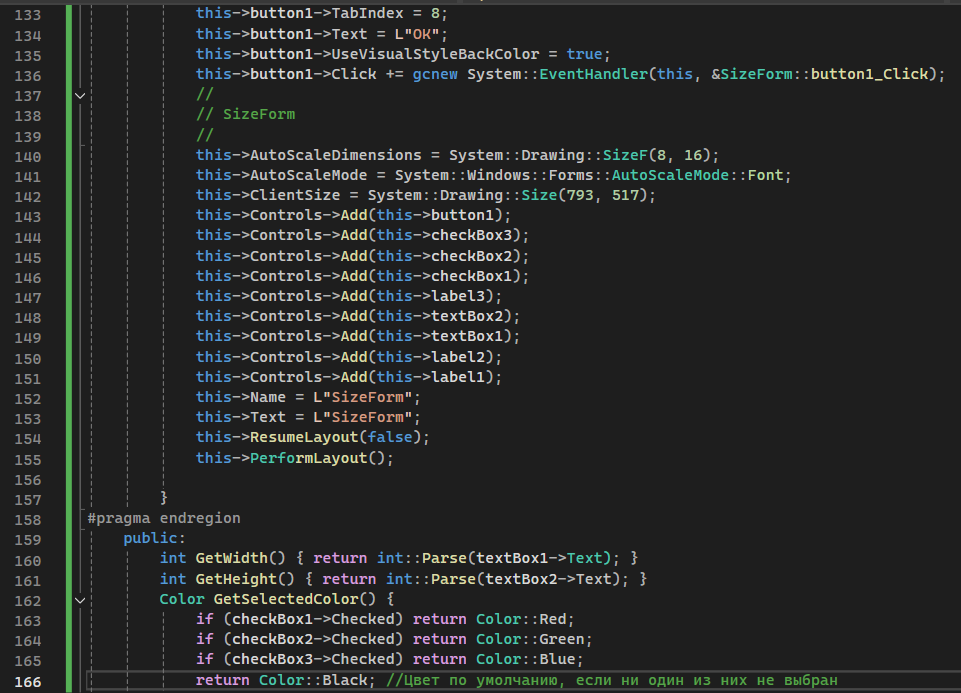 133 this->button1->TabIndex = 8;
134 this->button1->Text = L"OK";
135 this->button1->UseVisualStyleBackColor = true;
136 this->button1->Click += gcnew System::EventHandler(this, &SizeForm::button1_Click);
137 //
138 // SizeForm
139 //
140 this->AutoScaleDimensions = System::Drawing::SizeF(8, 16);
141 this->AutoScaleMode = System::Windows::Forms::AutoScaleMode::Font;
142 this->ClientSize = System::Drawing::Size(793, 517);
143 this->Controls->Add(this->button1);
144 this->Controls->Add(this->checkBox3);
145 this->Controls->Add(this->checkBox2);
146 this->Controls->Add(this->checkBox1);
147 this->Controls->Add(this->label3);
148 this->Controls->Add(this->textBox2);
149 this->Controls->Add(this->textBox1);
150 this->Controls->Add(this->label2);
151 this->Controls->Add(this->label1);
152 this->Name = L"SizeForm";
153 this->Text = L"SizeForm";
154 this->ResumeLayout(false);
155 this->PerformLayout();
156
157 }
158 #pragma endregion
159 public:
160 int GetWidth() { return int::Parse(textBox1->Text); }
161 int GetHeight() { return int::Parse(textBox2->Text); }
162 Color GetSelectedColor() {
163 if (checkBox1->Checked) return Color::Red;
164 if (checkBox2->Checked) return Color::Green;
165 if (checkBox3->Checked) return Color::Blue;
166 return Color::Black; //Цвет по умолчанию, если ни один из них не выбран